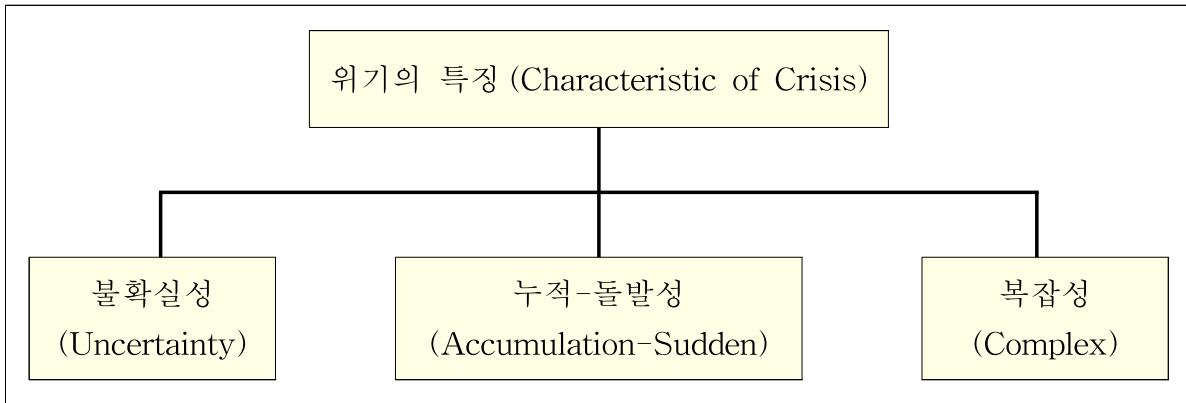 위기의 특징 (Characteristic of Crisis)
불확실성
(Uncertainty)
누적-돌발성
(Accumulation-Sudden)
복잡성
(Complex)